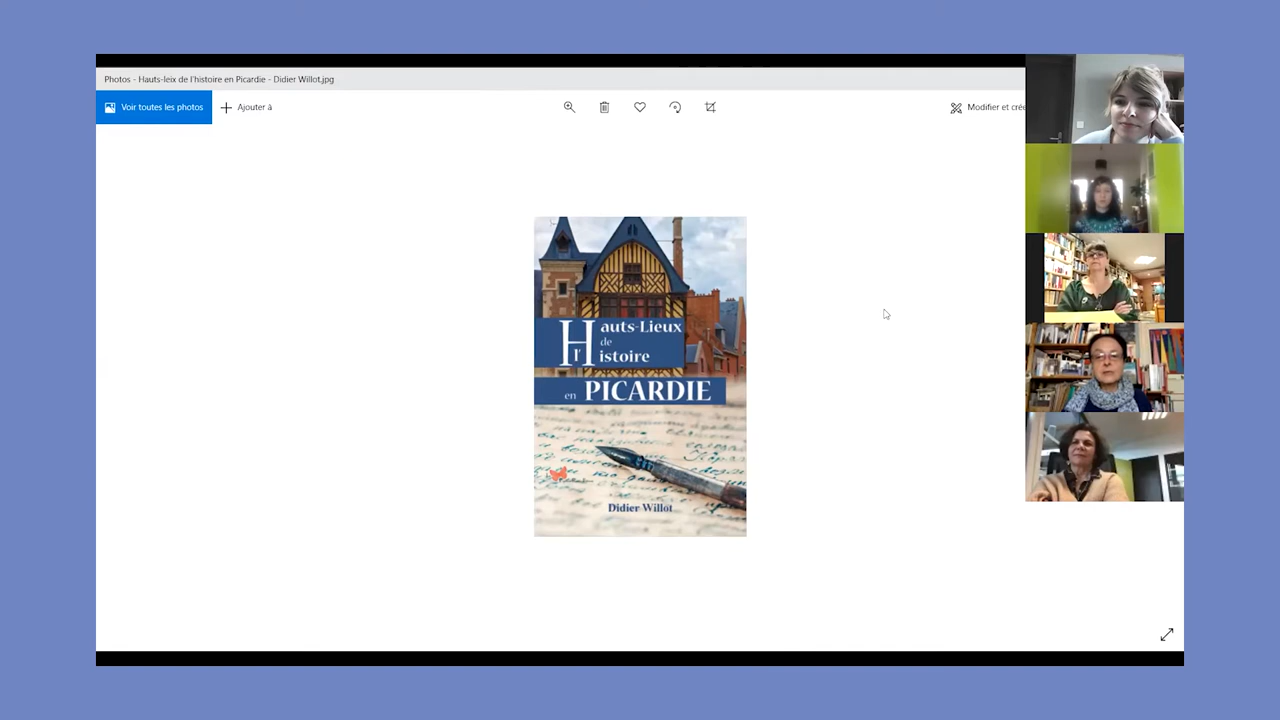 Photos - Hauts-leix de l'histoire en Picardie - Didier Willot.jpg
Voir toutes les photos
Ajouter à
Modifier et crée
Hauts-Lieux
de
l'Histoire
en PICARDIE
Didier Willot